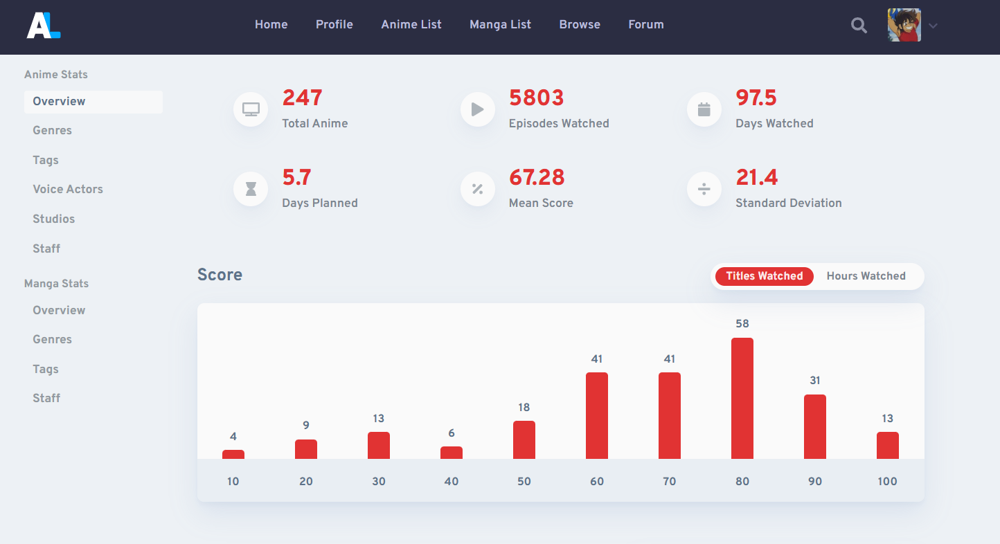 AL
Home Profile Anime List Manga List Browse Forum
Anime Stats
Overview
Genres
Tags
Voice Actors
Studios
Staff
Manga Stats
Overview
Genres
Tags
Staff
247
Total Anime
5803
Episodes Watched
97.5
Days Watched
5.7
Days Planned
67.28
Mean Score
21.4
Standard Deviation
Score
Titles Watched Hours Watched
4 9 13 6 18 41 41 58 31 13
10 20 30 40 50 60 70 80 90 100